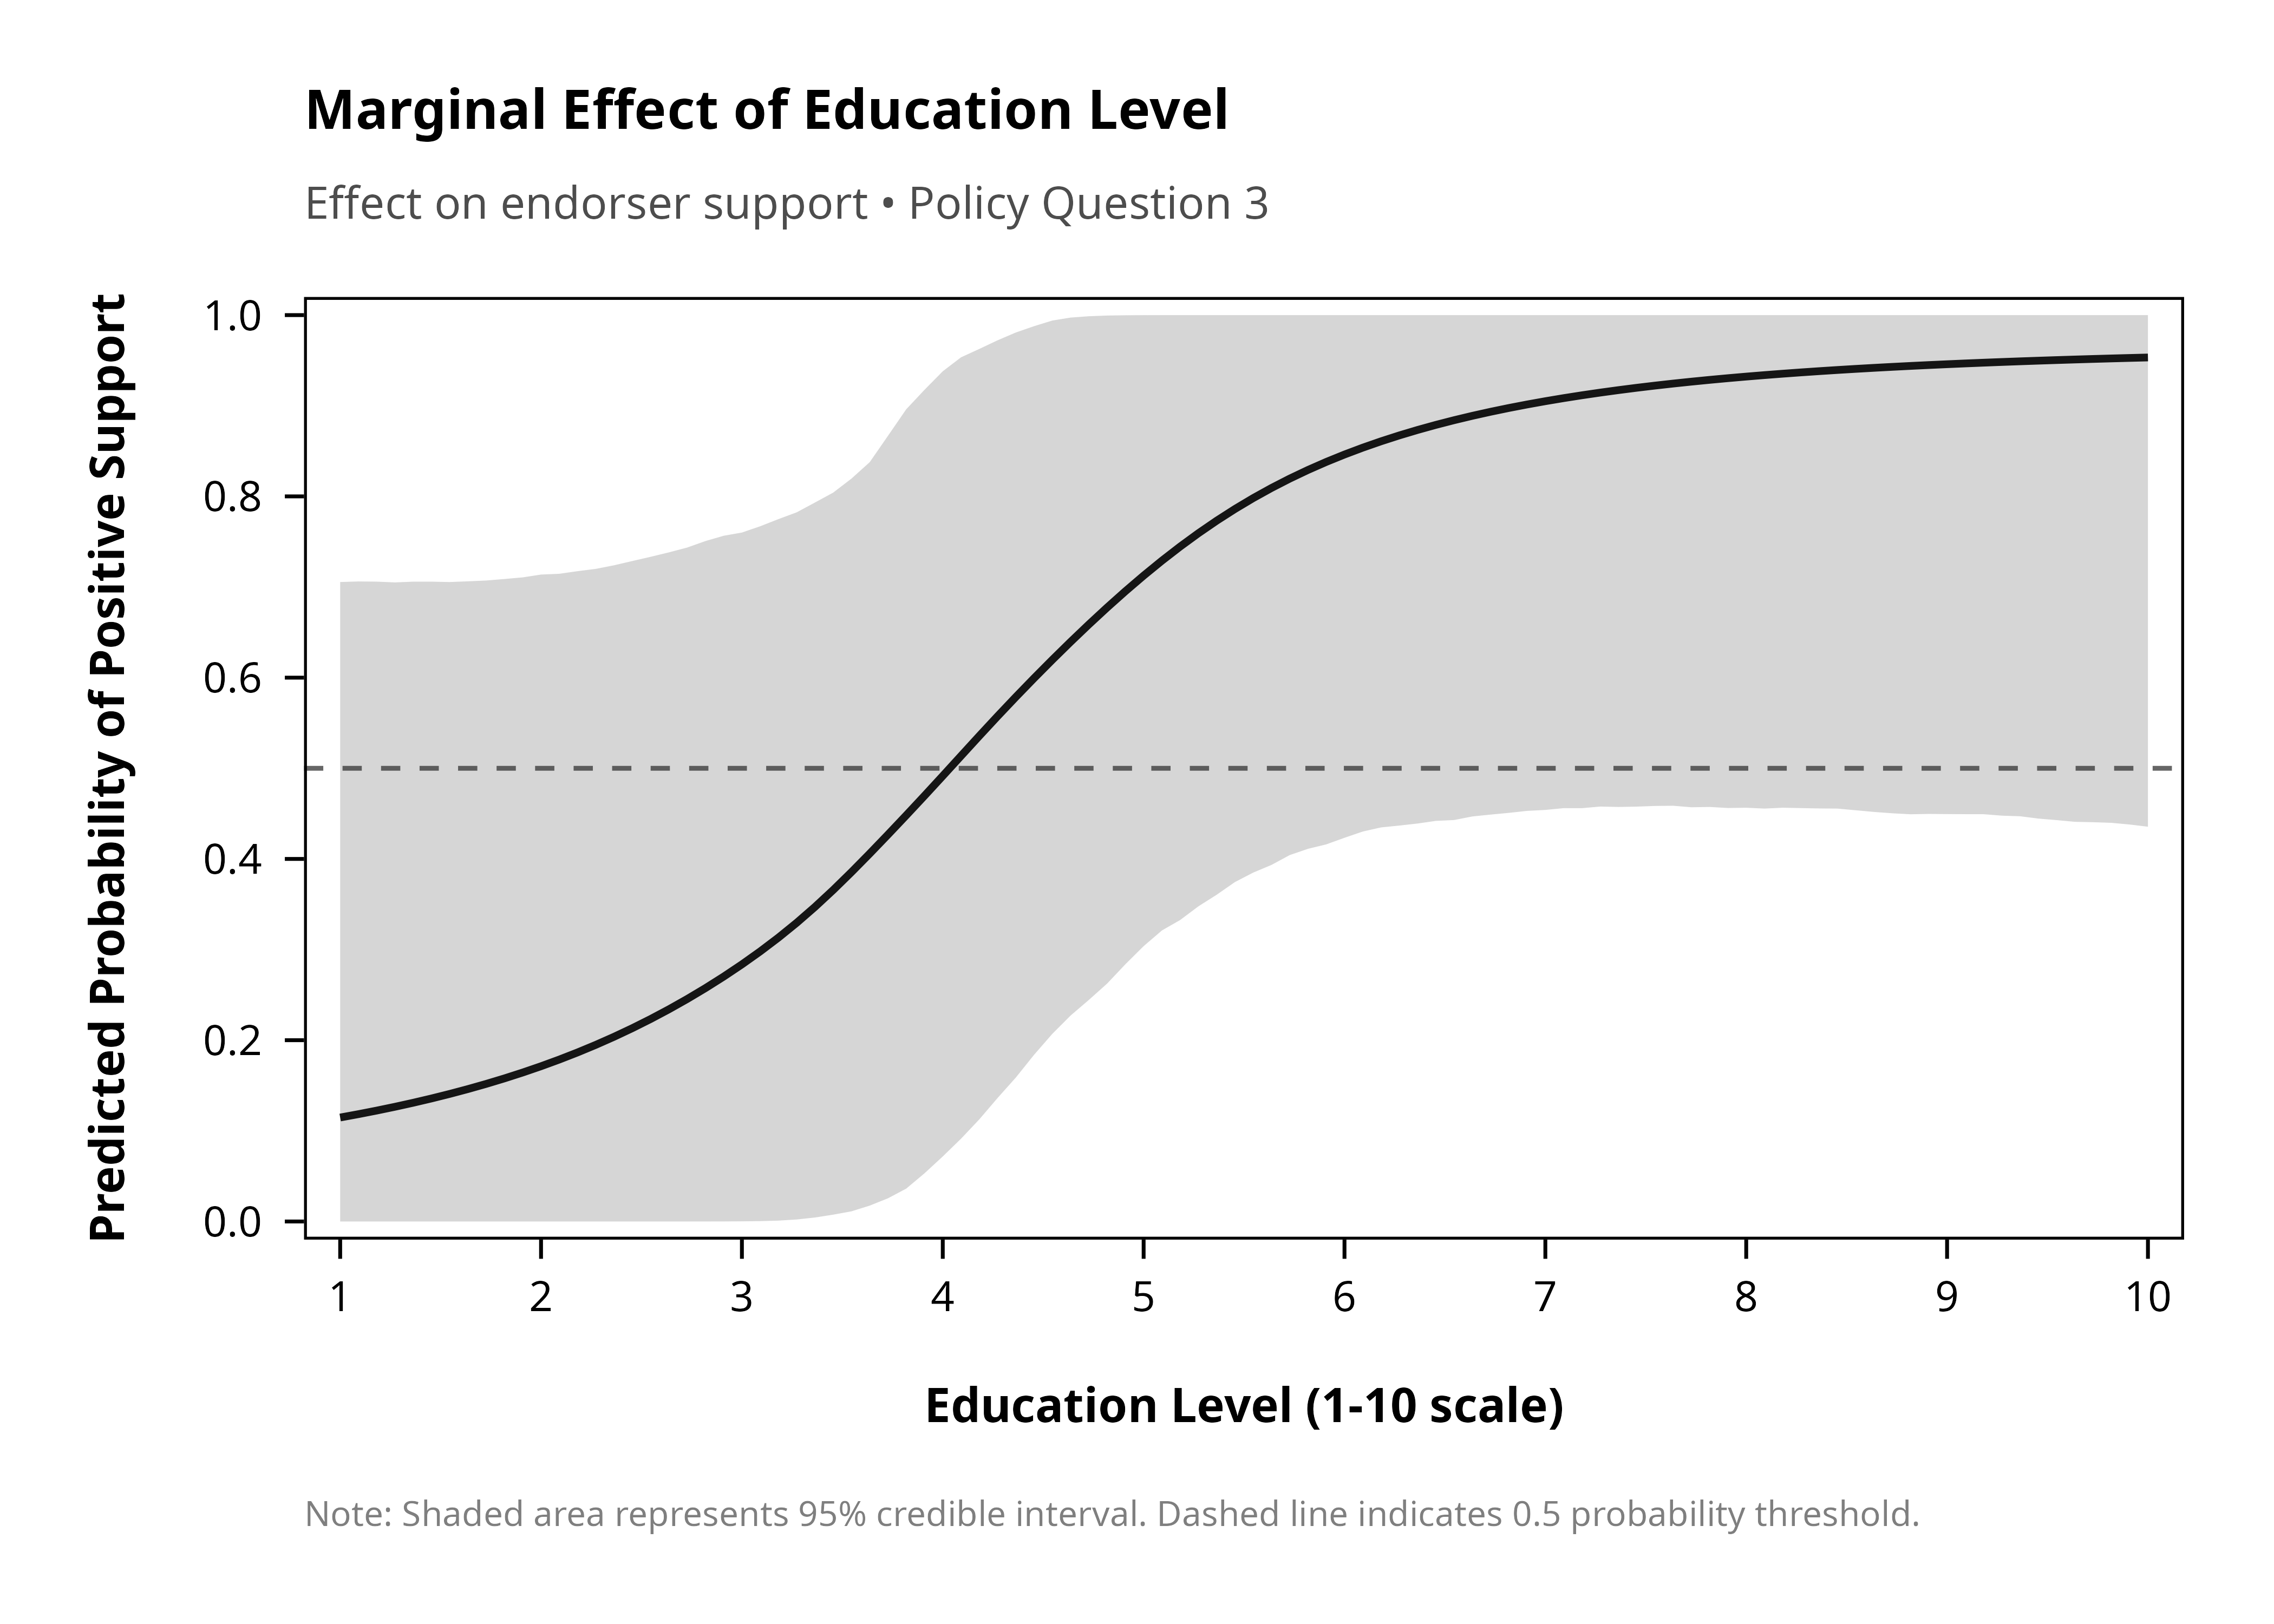 Marginal Effect of Education Level
Effect on endorser support • Policy Question 3
Predicted Probability of Positive Support
1.0
0.8
0.6
0.4
0.2
0.0
1 2 3 4 5 6 7 8 9 10
Education Level (1-10 scale)
Note: Shaded area represents 95% credible interval. Dashed line indicates 0.5 probability threshold.